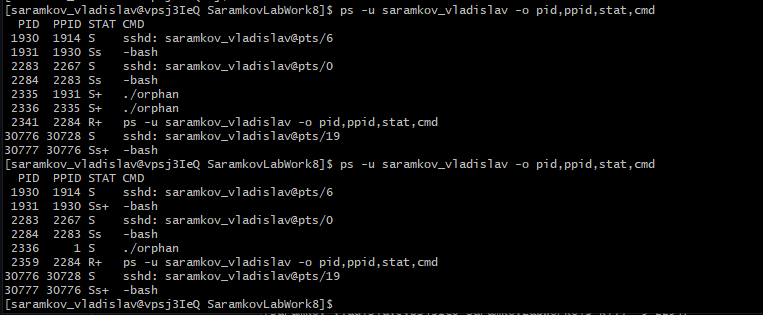 [saramkov_vladislav@vpsj3IeQ SaramkovLabWork8]$ ps -u saramkov_vladislav -o pid,ppid,stat,cmd
PID PPID STAT CMD
1930 1914 S sshd: saramkov_vladislav@pts/6
1931 1930 Ss -bash
2283 2267 S sshd: saramkov_vladislav@pts/0
2284 2283 Ss -bash
2335 1931 S+ ./orphan
2336 2335 S+ ./orphan
2341 2284 R+ ps -u saramkov_vladislav -o pid,ppid,stat,cmd
30776 30728 S sshd: saramkov_vladislav@pts/19
30777 30776 Ss+ -bash
[saramkov_vladislav@vpsj3IeQ SaramkovLabWork8]$ ps -u saramkov_vladislav -o pid,ppid,stat,cmd
PID PPID STAT CMD
1930 1914 S sshd: saramkov_vladislav@pts/6
1931 1930 Ss+ -bash
2283 2267 S sshd: saramkov_vladislav@pts/0
2284 2283 Ss -bash
2336 1 S ./orphan
2359 2284 R+ ps -u saramkov_vladislav -o pid,ppid,stat,cmd
30776 30728 S sshd: saramkov_vladislav@pts/19
30777 30776 Ss+ -bash
[saramkov_vladislav@vpsj3IeQ SaramkovLabWork8]$